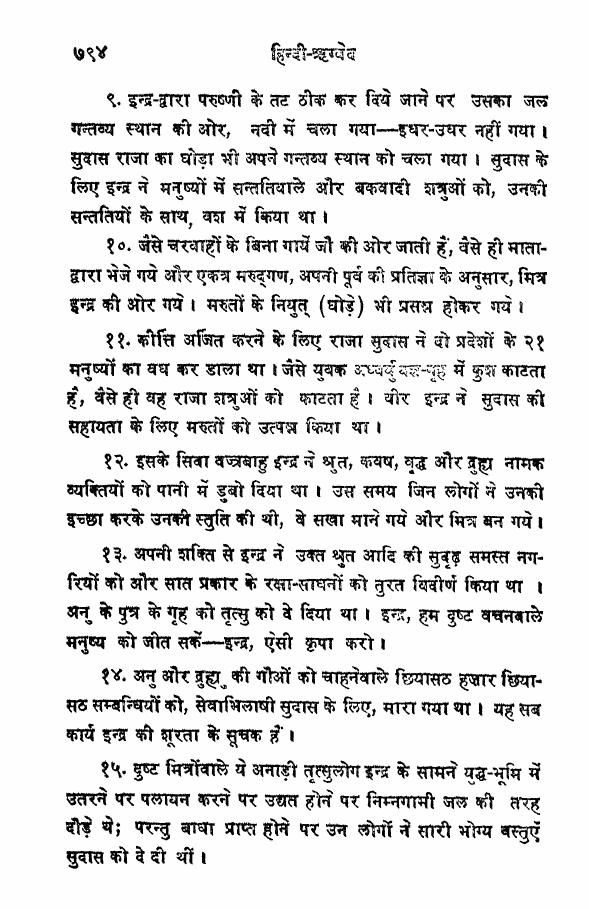 ७९४ हिन्दी-ऋग्वेद
९. इन्द्र-द्वारा परुष्णी के तट ठीक कर दिये जाने पर उसका जल
गन्तव्य स्थान की ओर, नदी में चला गया—इधर-उधर नहीं गया।
सुदास राजा का घोड़ा भी अपने गन्तव्य स्थान को चला गया। सुदास के
लिए इन्द्र ने मनुष्यों में सन्ततिवाले और बकवादी शत्रुओं को, उनकी
सन्ततियों के साथ, वश में किया था।
१०. जैसे चरवाहों के बिना गायें जौ की ओर जाती हैं, वैसे ही माता-
द्वारा भेजे गये और एकत्र मरुद्गण, अपनी पूर्व की प्रतिज्ञा के अनुसार, मित्र
इन्द्र की ओर गये। मरुतों के नियुत् (घोड़े) भी प्रसन्न होकर गये।
११. कीर्त्ति अर्जित करने के लिए राजा सुदास ने दो प्रदेशों के २१
मनुष्यों का वध कर डाला था। जैसे युवक अध्वर्यु यज्ञ-गृह में कुश काटता
है, वैसे ही वह राजा शत्रुओं को काटता है। वीर इन्द्र ने सुदास की
सहायता के लिए मरुतों को उत्पन्न किया था।
१२. इसके सिवा वज्रबाहु इन्द्र ने श्रुत, कवष, वृद्ध और द्रुह्यु नामक
व्यक्तियों को पानी में डुबो दिया था। उस समय जिन लोगों ने उनकी
इच्छा करके उनकी स्तुति की थी, वे सखा माने गये और मित्र बन गये।
१३. अपनी शक्ति से इन्द्र ने उक्त श्रुत आदि की सुदृढ़ समस्त नग-
रियों को और सात प्रकार के रक्षा-साधनों को तुरत विदीर्ण किया था ।
अनु के पुत्र के गृह को तृत्सु को दे दिया था। इन्द्र, हम दुष्ट वचनवाले
मनुष्य को जीत सकें—इन्द्र, ऐसी कृपा करो।
१४. अनु और द्रुह्यु की गौओं को चाहनेवाले छियासठ हजार छिया-
सठ सम्बन्धियों को, सेवाभिलाषी सुदास के लिए, मारा गया था। यह सब
कार्य इन्द्र की शूरता के सूचक हैं।
१५. दुष्ट मित्रोंवाले ये अनाड़ी तृत्सुलोग इन्द्र के सामने युद्ध-भूमि में
उतरने पर पलायन करने पर उद्यत होने पर निम्नगामी जल की तरह
दौड़े थे; परन्तु बाधा प्राप्त होने पर उन लोगों ने सारी भोग्य वस्तुएँ
सुदास को दे दी थीं।